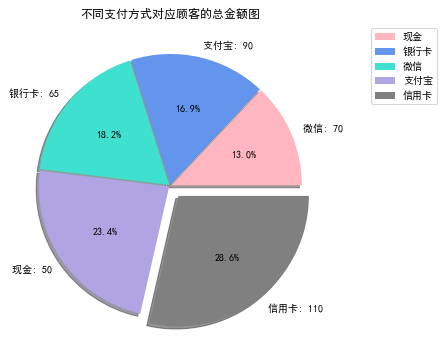 不同支付方式对应顾客的总金额图
现金
银行卡
微信
支付宝
信用卡
支付宝: 90
银行卡: 65
微信: 70
16.9%
18.2%
13.0%
23.4%
28.6%
现金: 50
信用卡: 110